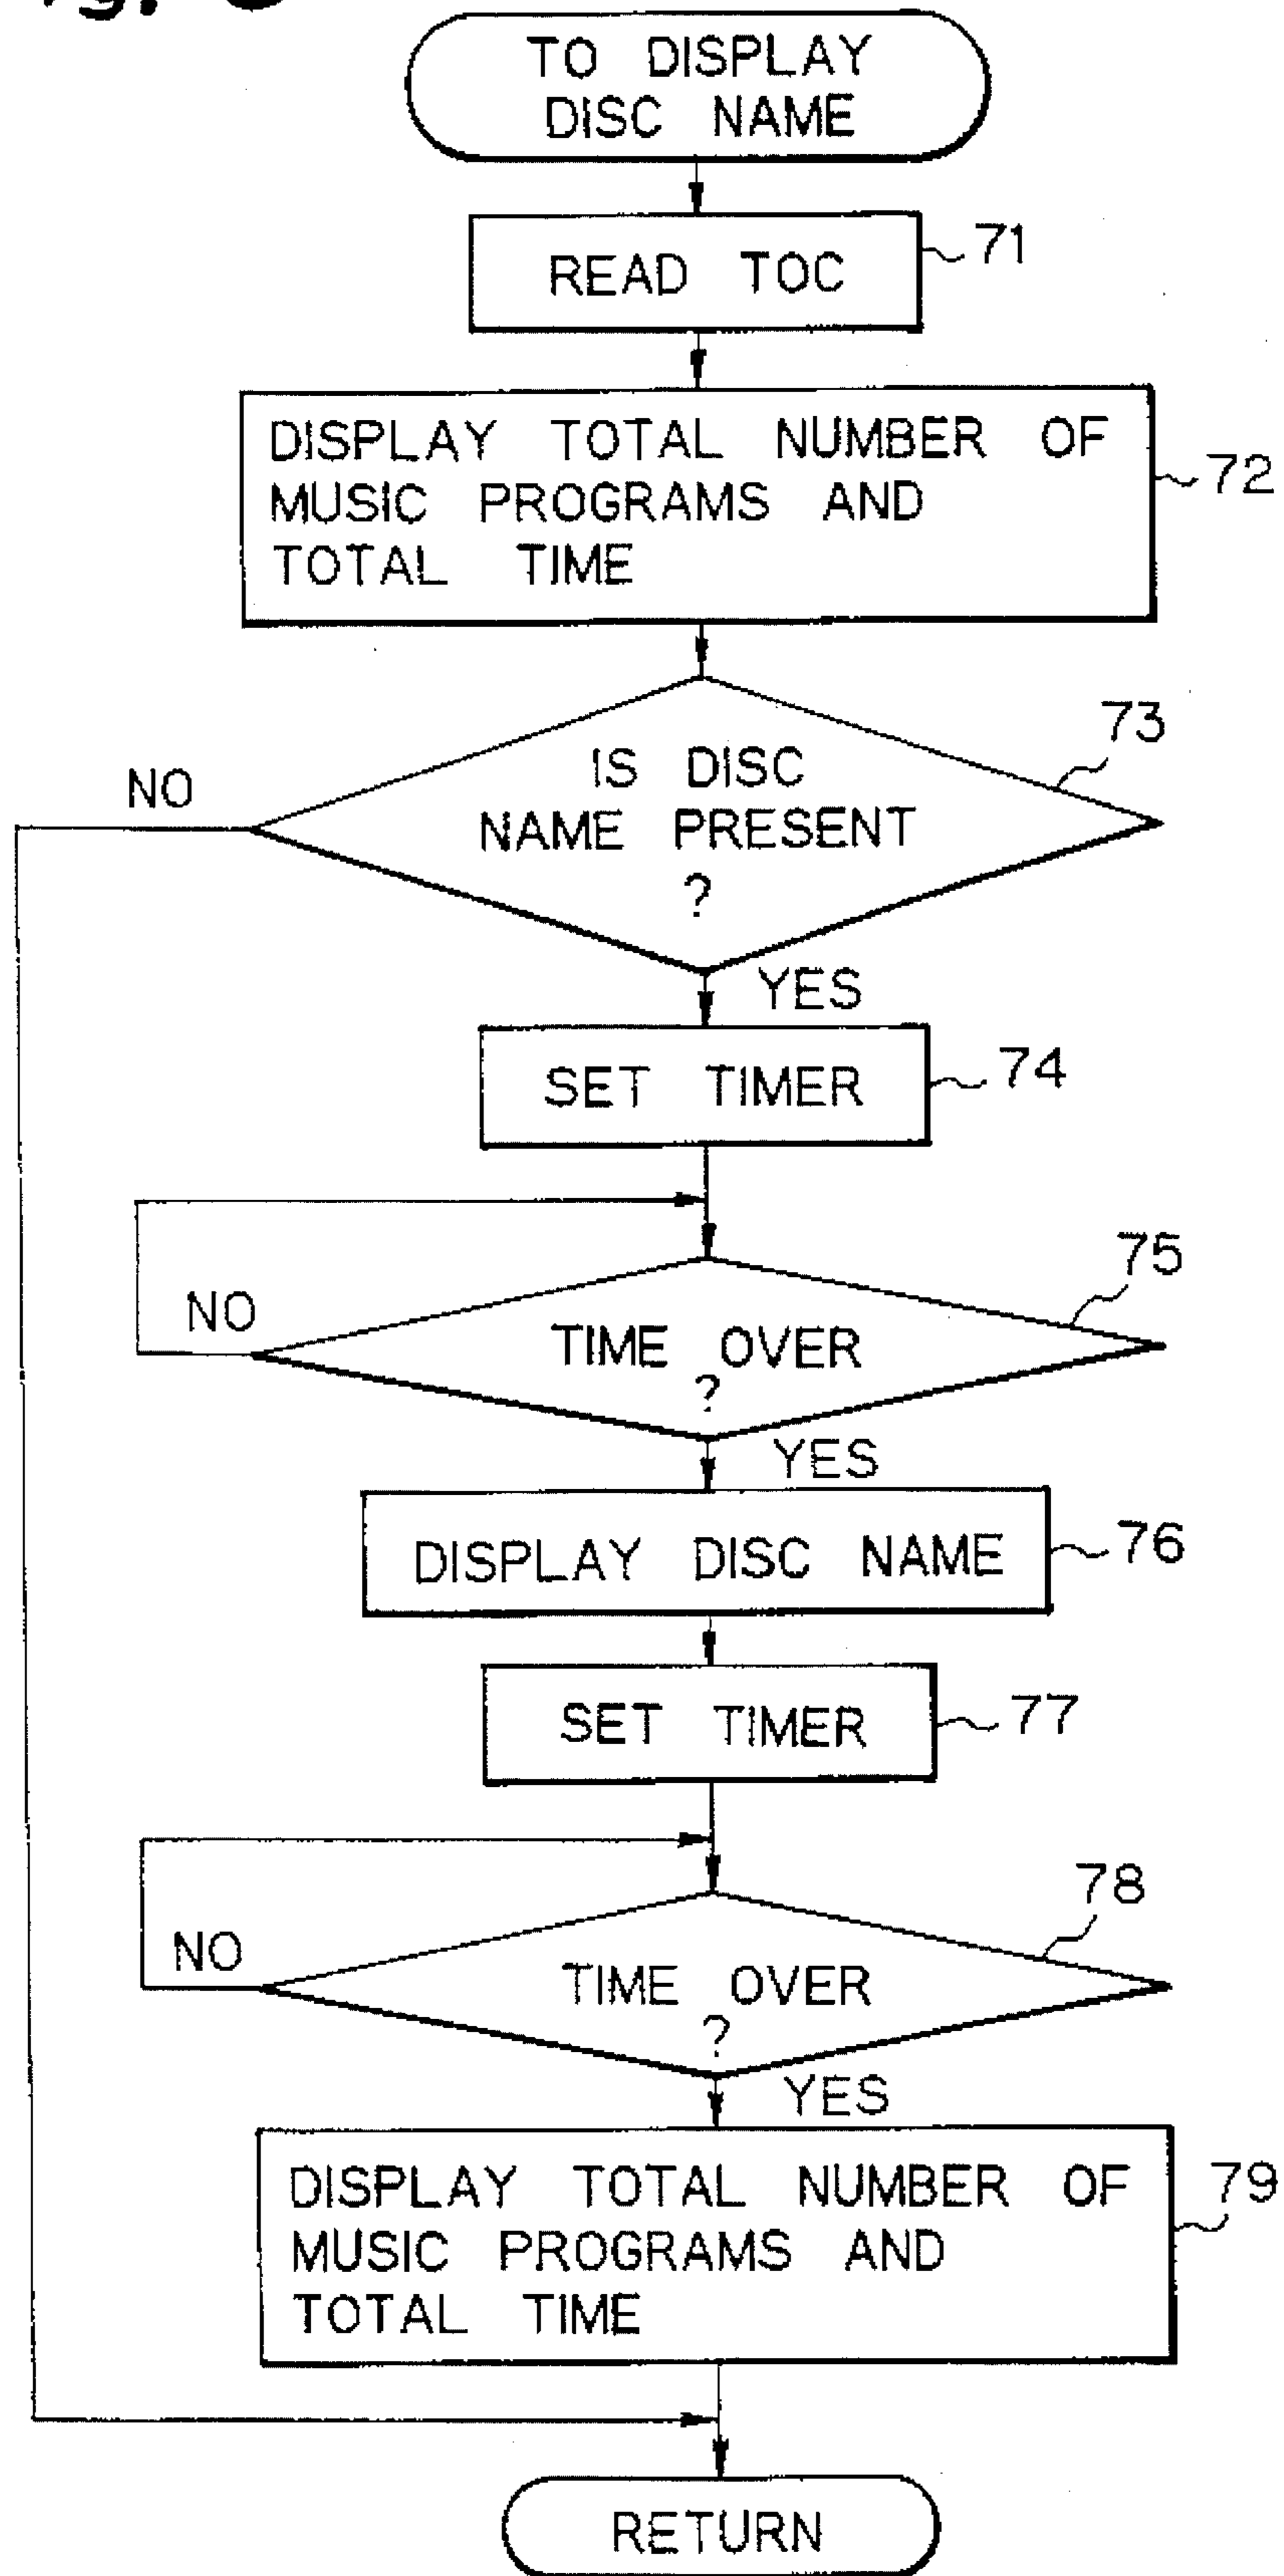 TO DISPLAY
DISC NAME
READ TOC
71
DISPLAY TOTAL NUMBER OF
MUSIC PROGRAMS AND
TOTAL TIME
72
73
NO
IS DISC
NAME PRESENT
?
YES
SET TIMER
74
75
NO
TIME OVER
?
YES
DISPLAY DISC NAME
76
SET TIMER
77
78
NO
TIME OVER
?
YES
DISPLAY TOTAL NUMBER OF
MUSIC PROGRAMS AND
TOTAL TIME
79
RETURN